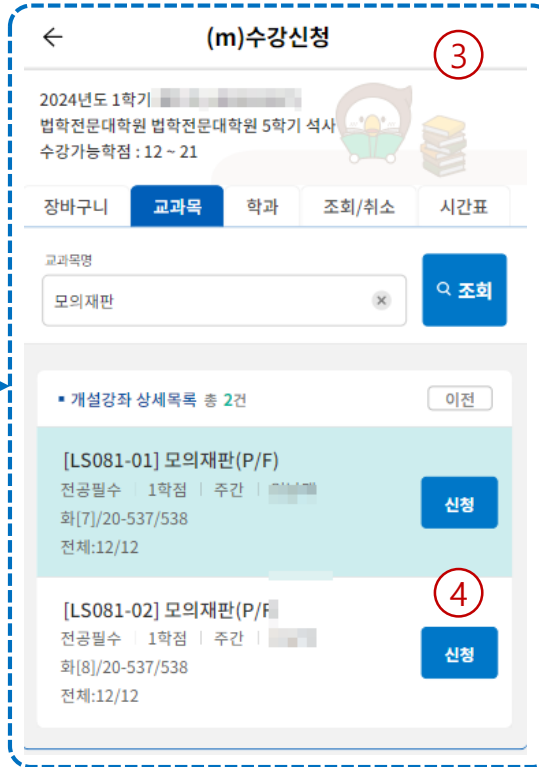 (m)수강신청
③
2024년도 1학기
법학전문대학원 법학전문대학원 5학기 석사
수강가능학점 : 12 ~ 21
장바구니 교과목 학과 조회/취소 시간표
교과목명
모의재판
조회
개설강좌 상세목록 총 2건
이전
[LS081-01] 모의재판(P/F)
전공필수 1학점 주간
화[7]/20-537/538
전체:12/12
신청
④
[LS081-02] 모의재판(P/F
전공필수 1학점 주간
화[8]/20-537/538
전체:12/12
신청